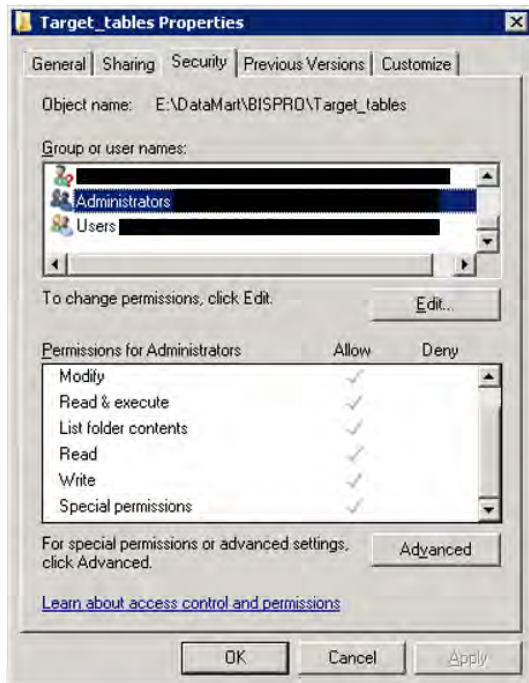 Target_tables Properties
General Sharing Security Previous Versions Customize
Object name: E:\DataMart\BISPRO\Target_tables
Group or user names:
Administrators
Users
To change permissions, click Edit.
Edit...
Permissions for Administrators Allow Deny
Modify
Read & execute
List folder contents
Read
Write
Special permissions
For special permissions or advanced settings,
click Advanced.
Advanced
Learn about access control and permissions
OK Cancel Apply